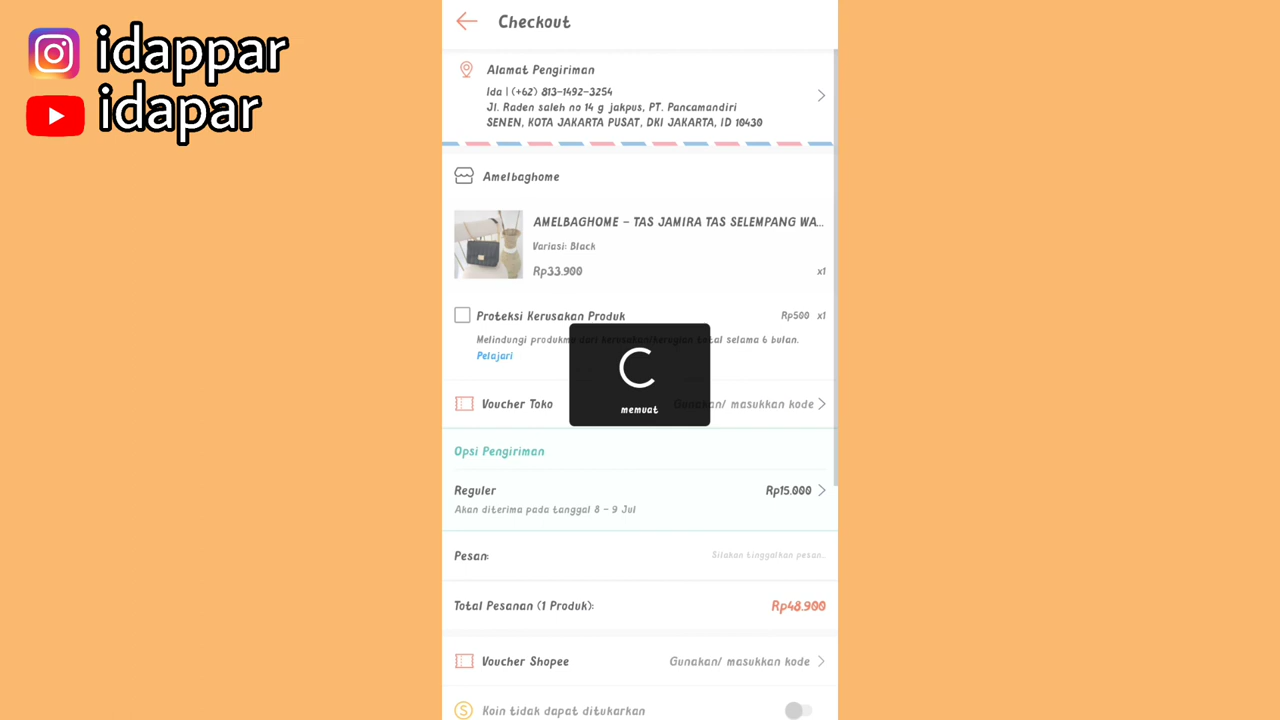 idappar
idapar
Checkout
Alamat Pengiriman
Ida | (+62) 813-1492-3254
Jl. Raden saleh no 14 g jakpus, PT. Pancamandiri
SENEN, KOTA JAKARTA PUSAT, DKI JAKARTA, ID 10430
Amelbaghome
AMELBAGHOME - TAS JAMIRA TAS SELEMPANG WA...
Variasi: Black
Rp33.900 x1
Proteksi Kerusakan Produk Rp500 x1
Melindungi produkmu dari kerusakan/kerugian total selama 6 bulan.
Pelajari
memuat
Voucher Toko Gunakan/ masukkan kode
Opsi Pengiriman
Reguler Rp15.000
Akan diterima pada tanggal 8 - 9 Jul
Pesan: Silakan tinggalkan pesan...
Total Pesanan (1 Produk): Rp48.900
Voucher Shopee Gunakan/ masukkan kode
Koin tidak dapat ditukarkan